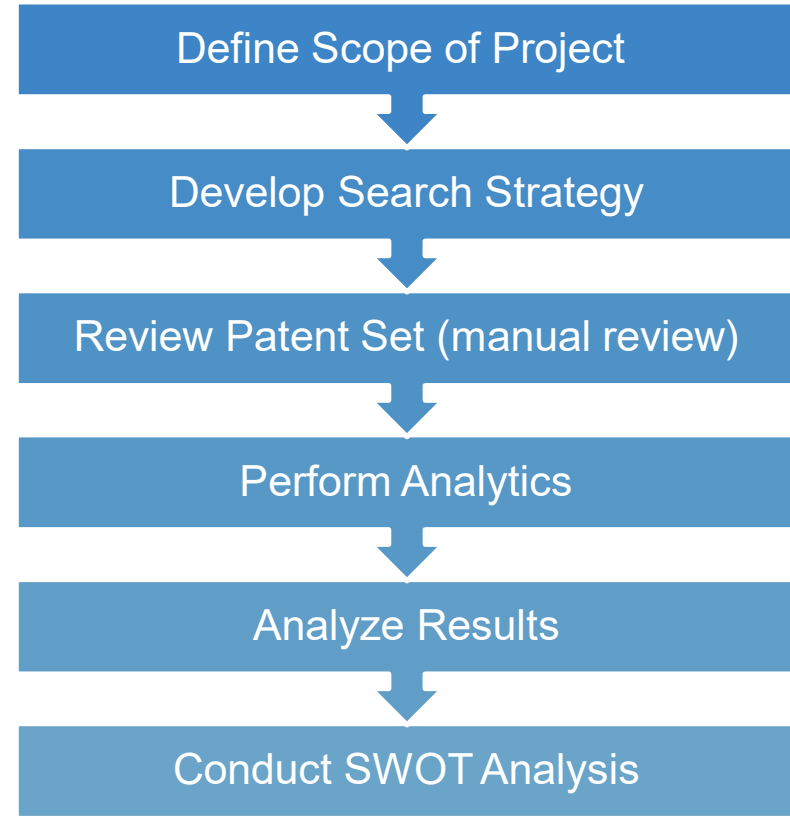 Define Scope of Project
Develop Search Strategy
Review Patent Set (manual review)
Perform Analytics
Analyze Results
Conduct SWOT Analysis